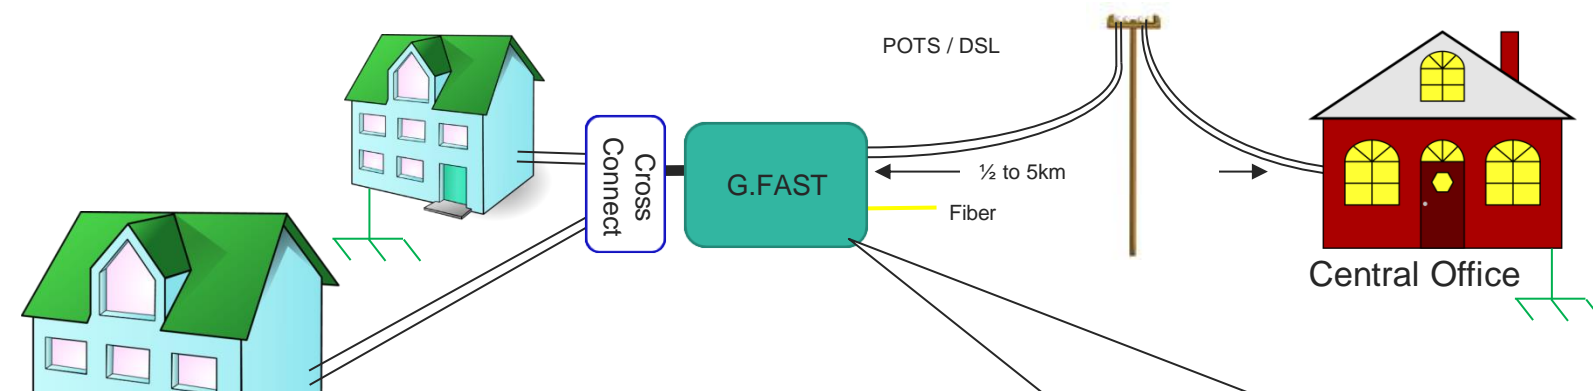 POTS / DSL
Cross
Connect
G.FAST
½ to 5km
Fiber
Central Office